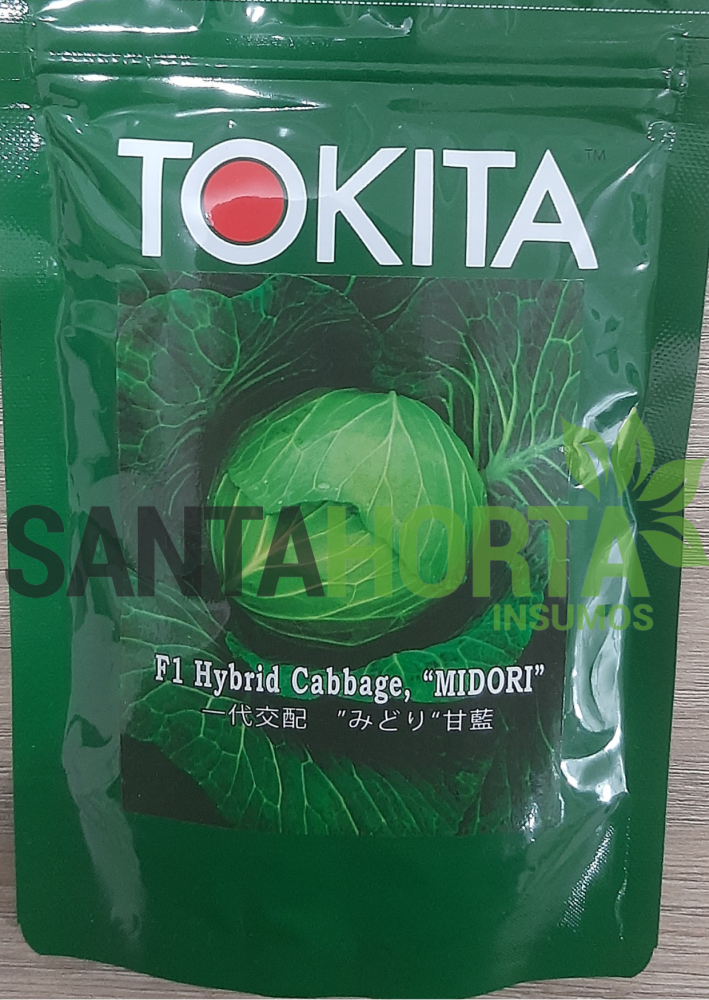 TOKITA™
SANTAHORTA
INSUMOS
F1 Hybrid Cabbage, “MIDORI”
一代交配　”みどり“甘藍